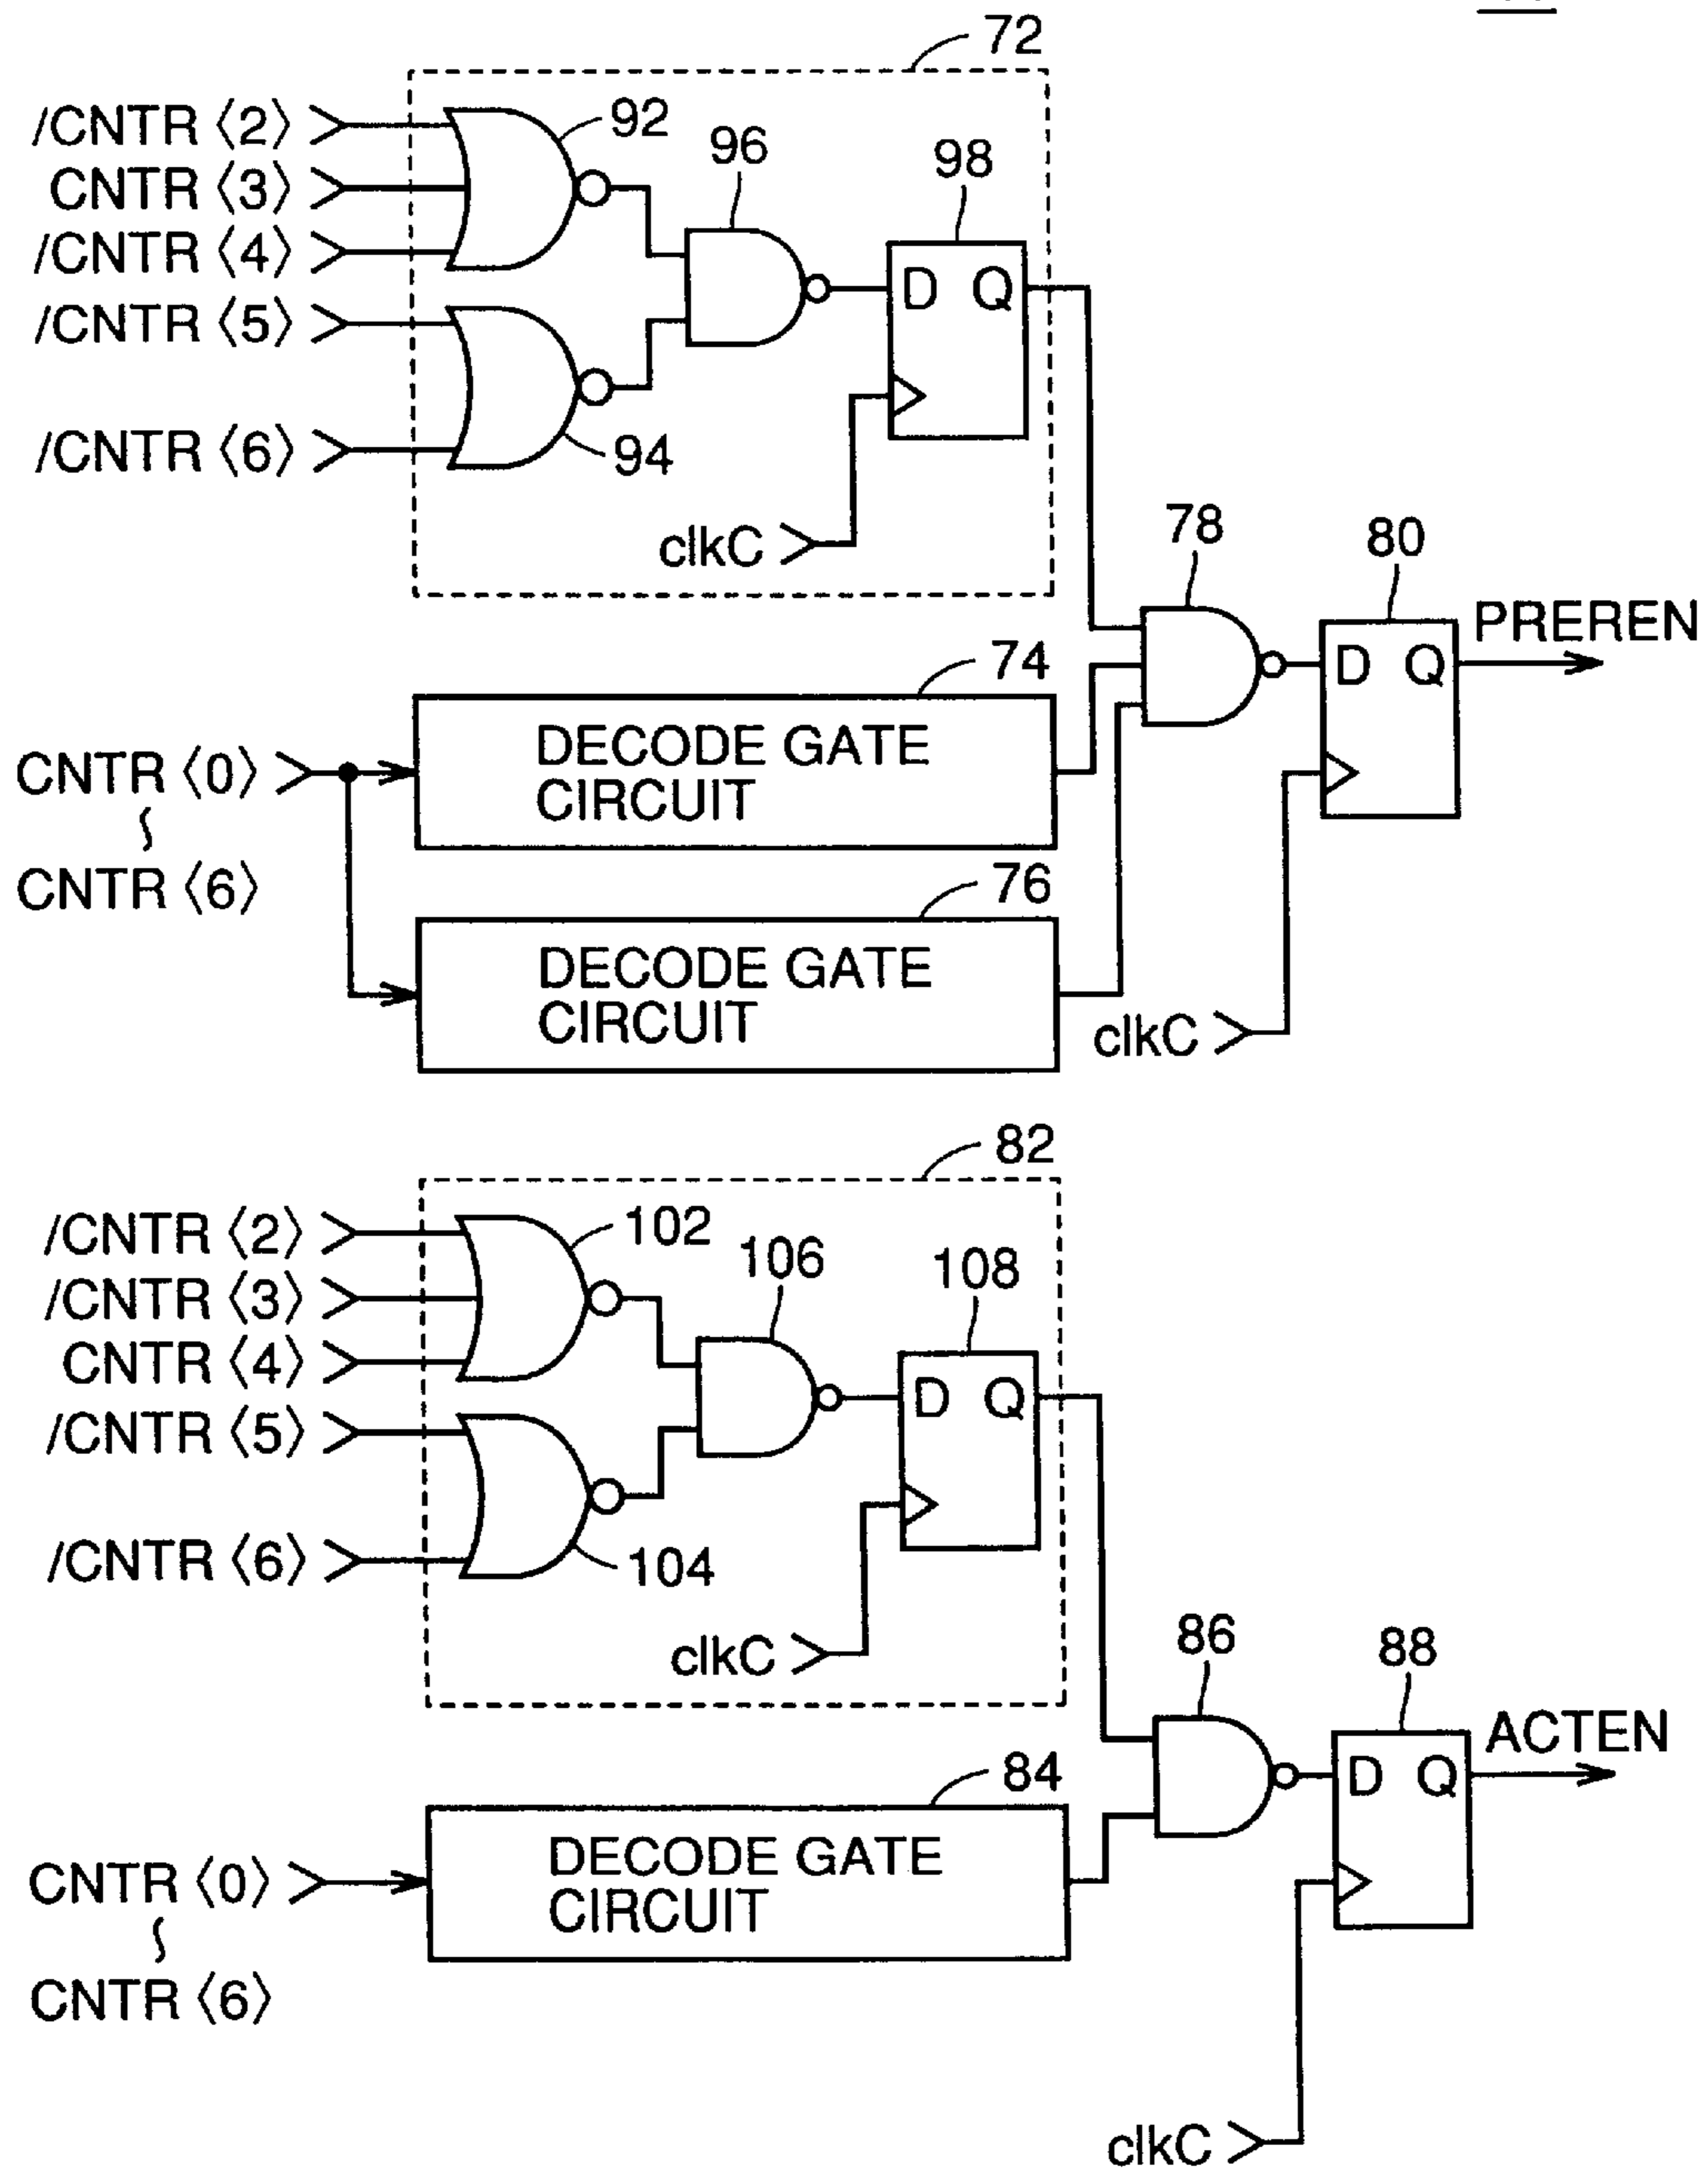 72
/CNTR ⟨2⟩
92
CNTR ⟨3⟩
96
98
/CNTR ⟨4⟩
/CNTR ⟨5⟩
D Q
/CNTR ⟨6⟩
94
clkC
78
80
PREREN
D Q
74
DECODE GATE
CIRCUIT
CNTR ⟨0⟩
~
CNTR ⟨6⟩
76
DECODE GATE
CIRCUIT
clkC
82
/CNTR ⟨2⟩
102
/CNTR ⟨3⟩
106
108
CNTR ⟨4⟩
/CNTR ⟨5⟩
D Q
/CNTR ⟨6⟩
104
clkC
86
88
ACTEN
D Q
84
DECODE GATE
CIRCUIT
CNTR ⟨0⟩
~
CNTR ⟨6⟩
clkC